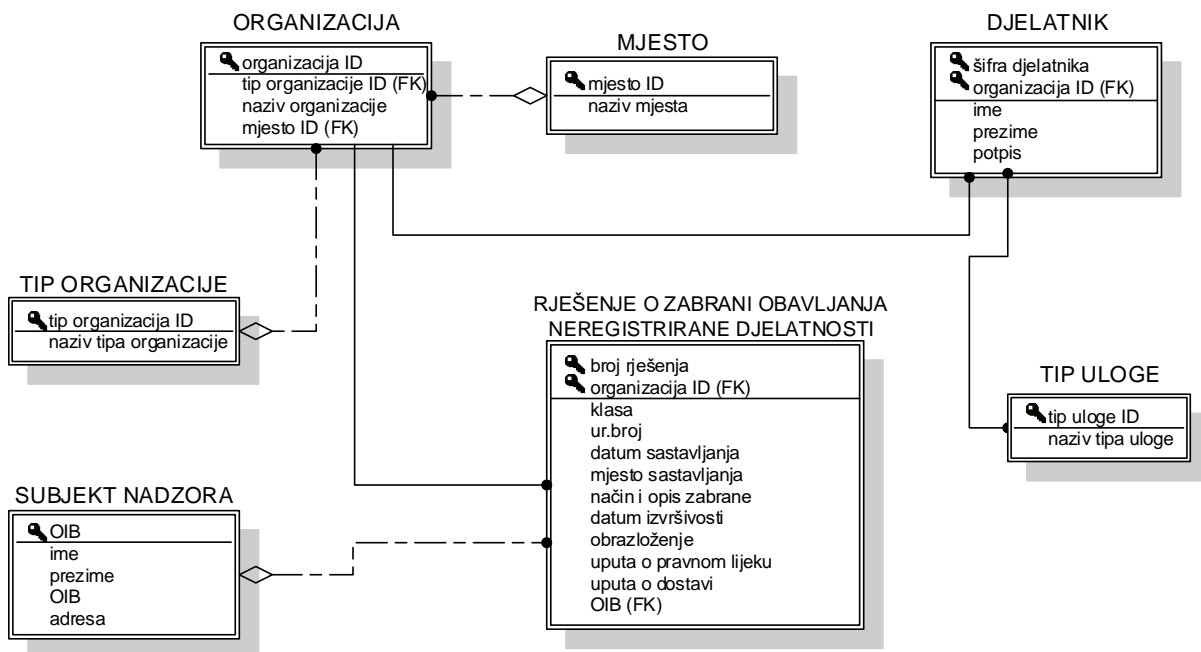 ORGANIZACIJA
organizacija ID
tip organizacije ID (FK)
naziv organizacije
mjesto ID (FK)
MJESTO
mjesto ID
naziv mjesta
DJELATNIK
šifra djelatnika
organizacija ID (FK)
ime
prezime
potpis
TIP ORGANIZACIJE
tip organizacija ID
naziv tipa organizacije
RJEŠENJE O ZABRANI OBAVLJANJA
NEREGISTRIRANE DJELATNOSTI
broj rješenja
organizacija ID (FK)
klasa
ur.broj
datum sastavljanja
mjesto sastavljanja
način i opis zabrane
datum izvršivosti
obrazloženje
uputa o pravnom lijeku
uputa o dostavi
OIB (FK)
TIP ULOGE
tip uloge ID
naziv tipa uloge
SUBJEKT NADZORA
OIB
ime
prezime
OIB
adresa